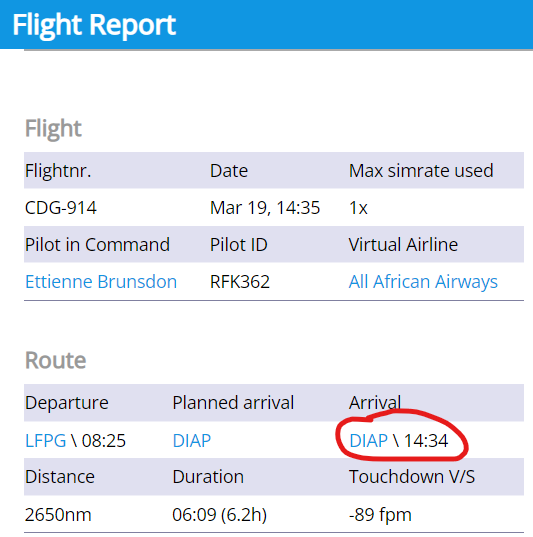 Flight Report
Flight
Flightnr. Date Max simrate used
CDG-914 Mar 19, 14:35 1x
Pilot in Command Pilot ID Virtual Airline
Ettienne Brunsdon RFK362 All African Airways
Route
Departure Planned arrival Arrival
LFPG \ 08:25 DIAP DIAP \ 14:34
Distance Duration Touchdown V/S
2650nm 06:09 (6.2h) -89 fpm